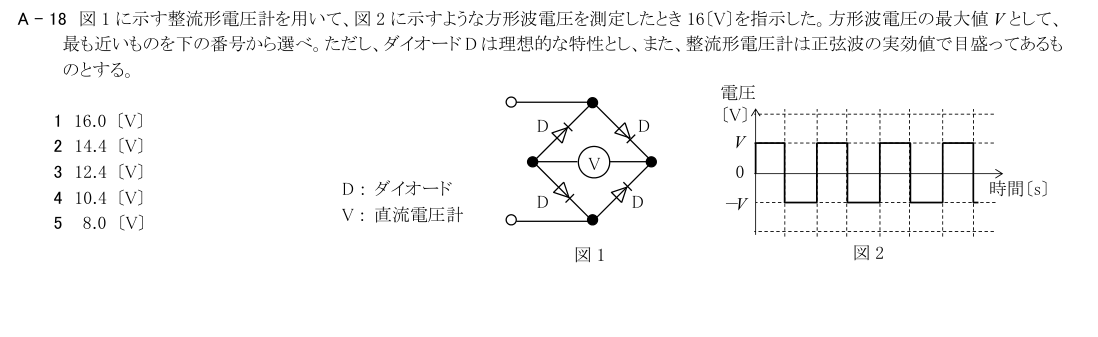 A－18 図1に示す整流形電圧計を用いて、図2に示すような方形波電圧を測定したとき16〔V〕を指示した。方形波電圧の最大値Vとして、
最も近いものを下の番号から選べ。ただし、ダイオードDは理想的な特性とし、また、整流形電圧計は正弦波の実効値で目盛ってあるも
のとする。
1 16.0〔V〕
2 14.4〔V〕
3 12.4〔V〕
4 10.4〔V〕
5 8.0〔V〕
D：ダイオード
V：直流電圧計
D
D
V
D
D
図1
電圧
〔V〕
V
0
－V
時間〔s〕
図2